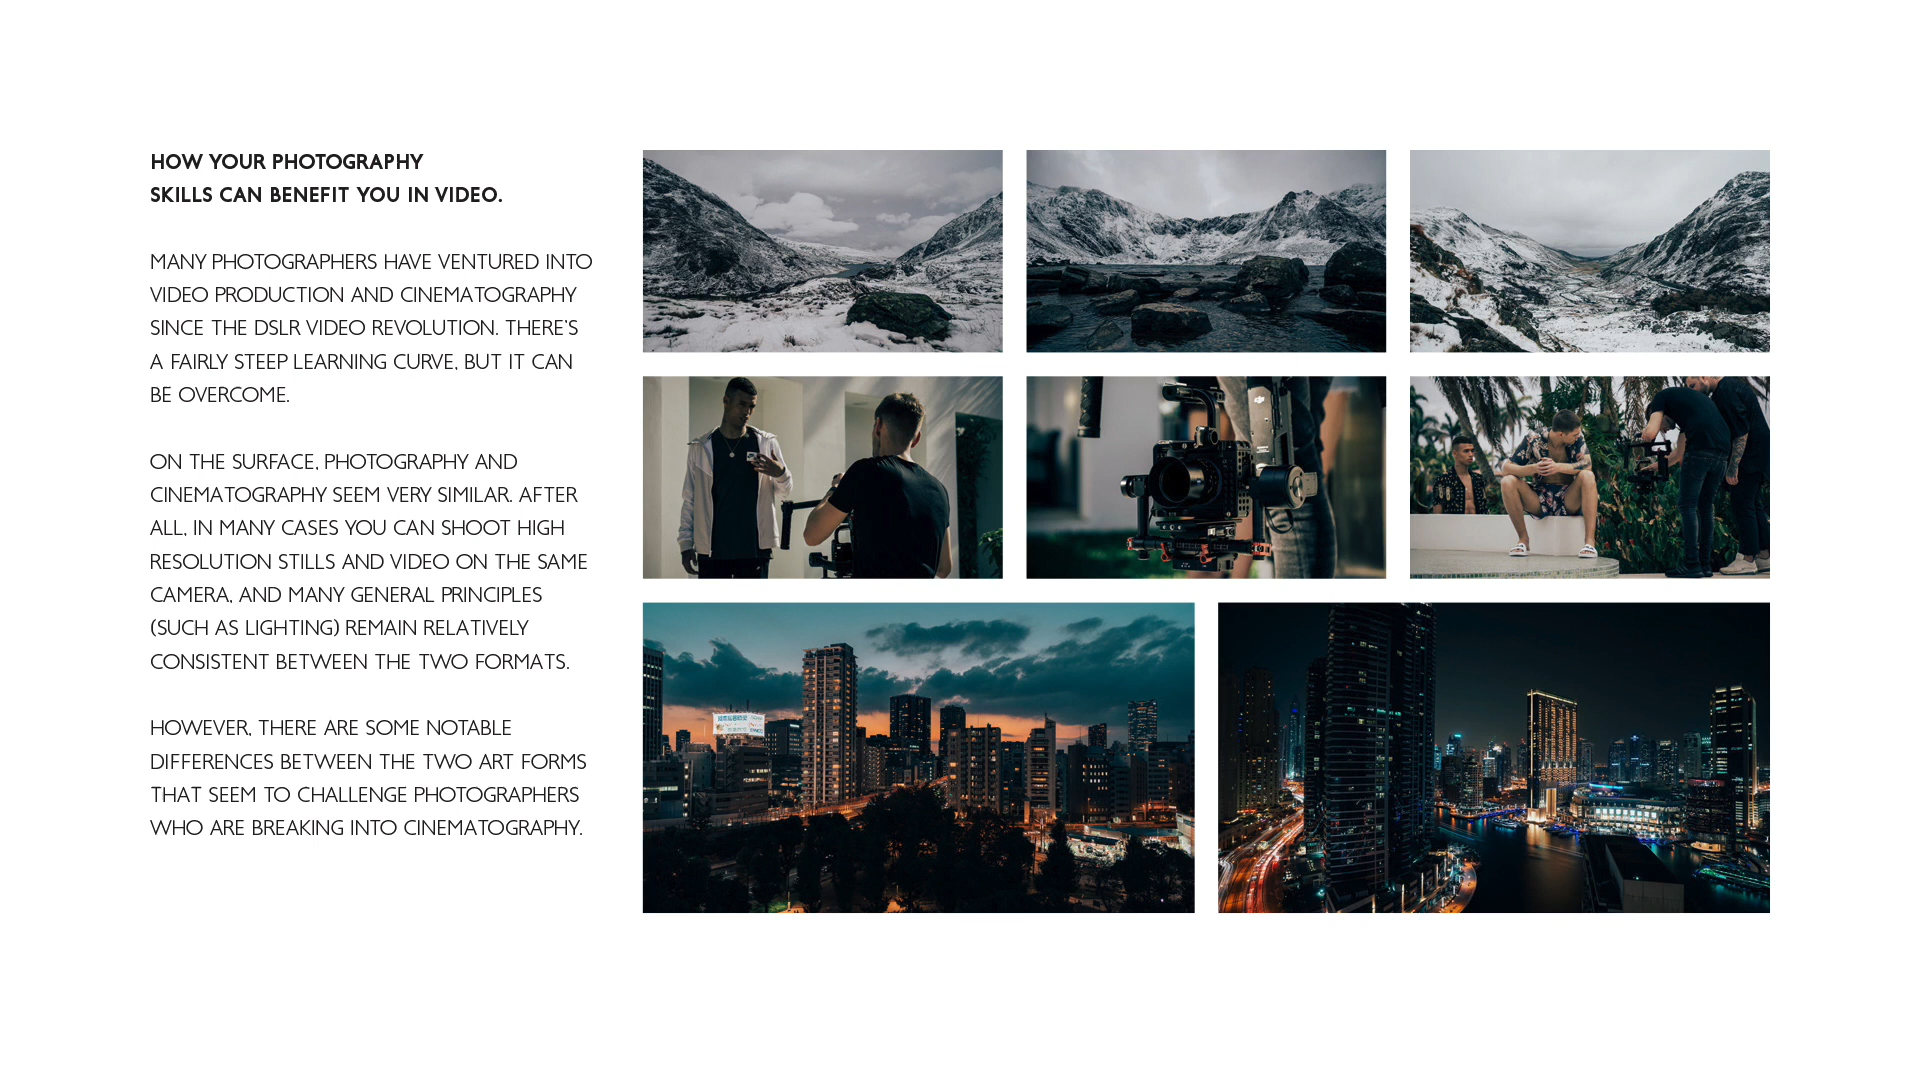 HOW YOUR PHOTOGRAPHY
SKILLS CAN BENEFIT YOU IN VIDEO.
MANY PHOTOGRAPHERS HAVE VENTURED INTO
VIDEO PRODUCTION AND CINEMATOGRAPHY
SINCE THE DSLR VIDEO REVOLUTION. THERE'S
A FAIRLY STEEP LEARNING CURVE, BUT IT CAN
BE OVERCOME.
ON THE SURFACE, PHOTOGRAPHY AND
CINEMATOGRAPHY SEEM VERY SIMILAR. AFTER
ALL, IN MANY CASES YOU CAN SHOOT HIGH
RESOLUTION STILLS AND VIDEO ON THE SAME
CAMERA, AND MANY GENERAL PRINCIPLES
(SUCH AS LIGHTING) REMAIN RELATIVELY
CONSISTENT BETWEEN THE TWO FORMATS.
HOWEVER, THERE ARE SOME NOTABLE
DIFFERENCES BETWEEN THE TWO ART FORMS
THAT SEEM TO CHALLENGE PHOTOGRAPHERS
WHO ARE BREAKING INTO CINEMATOGRAPHY.